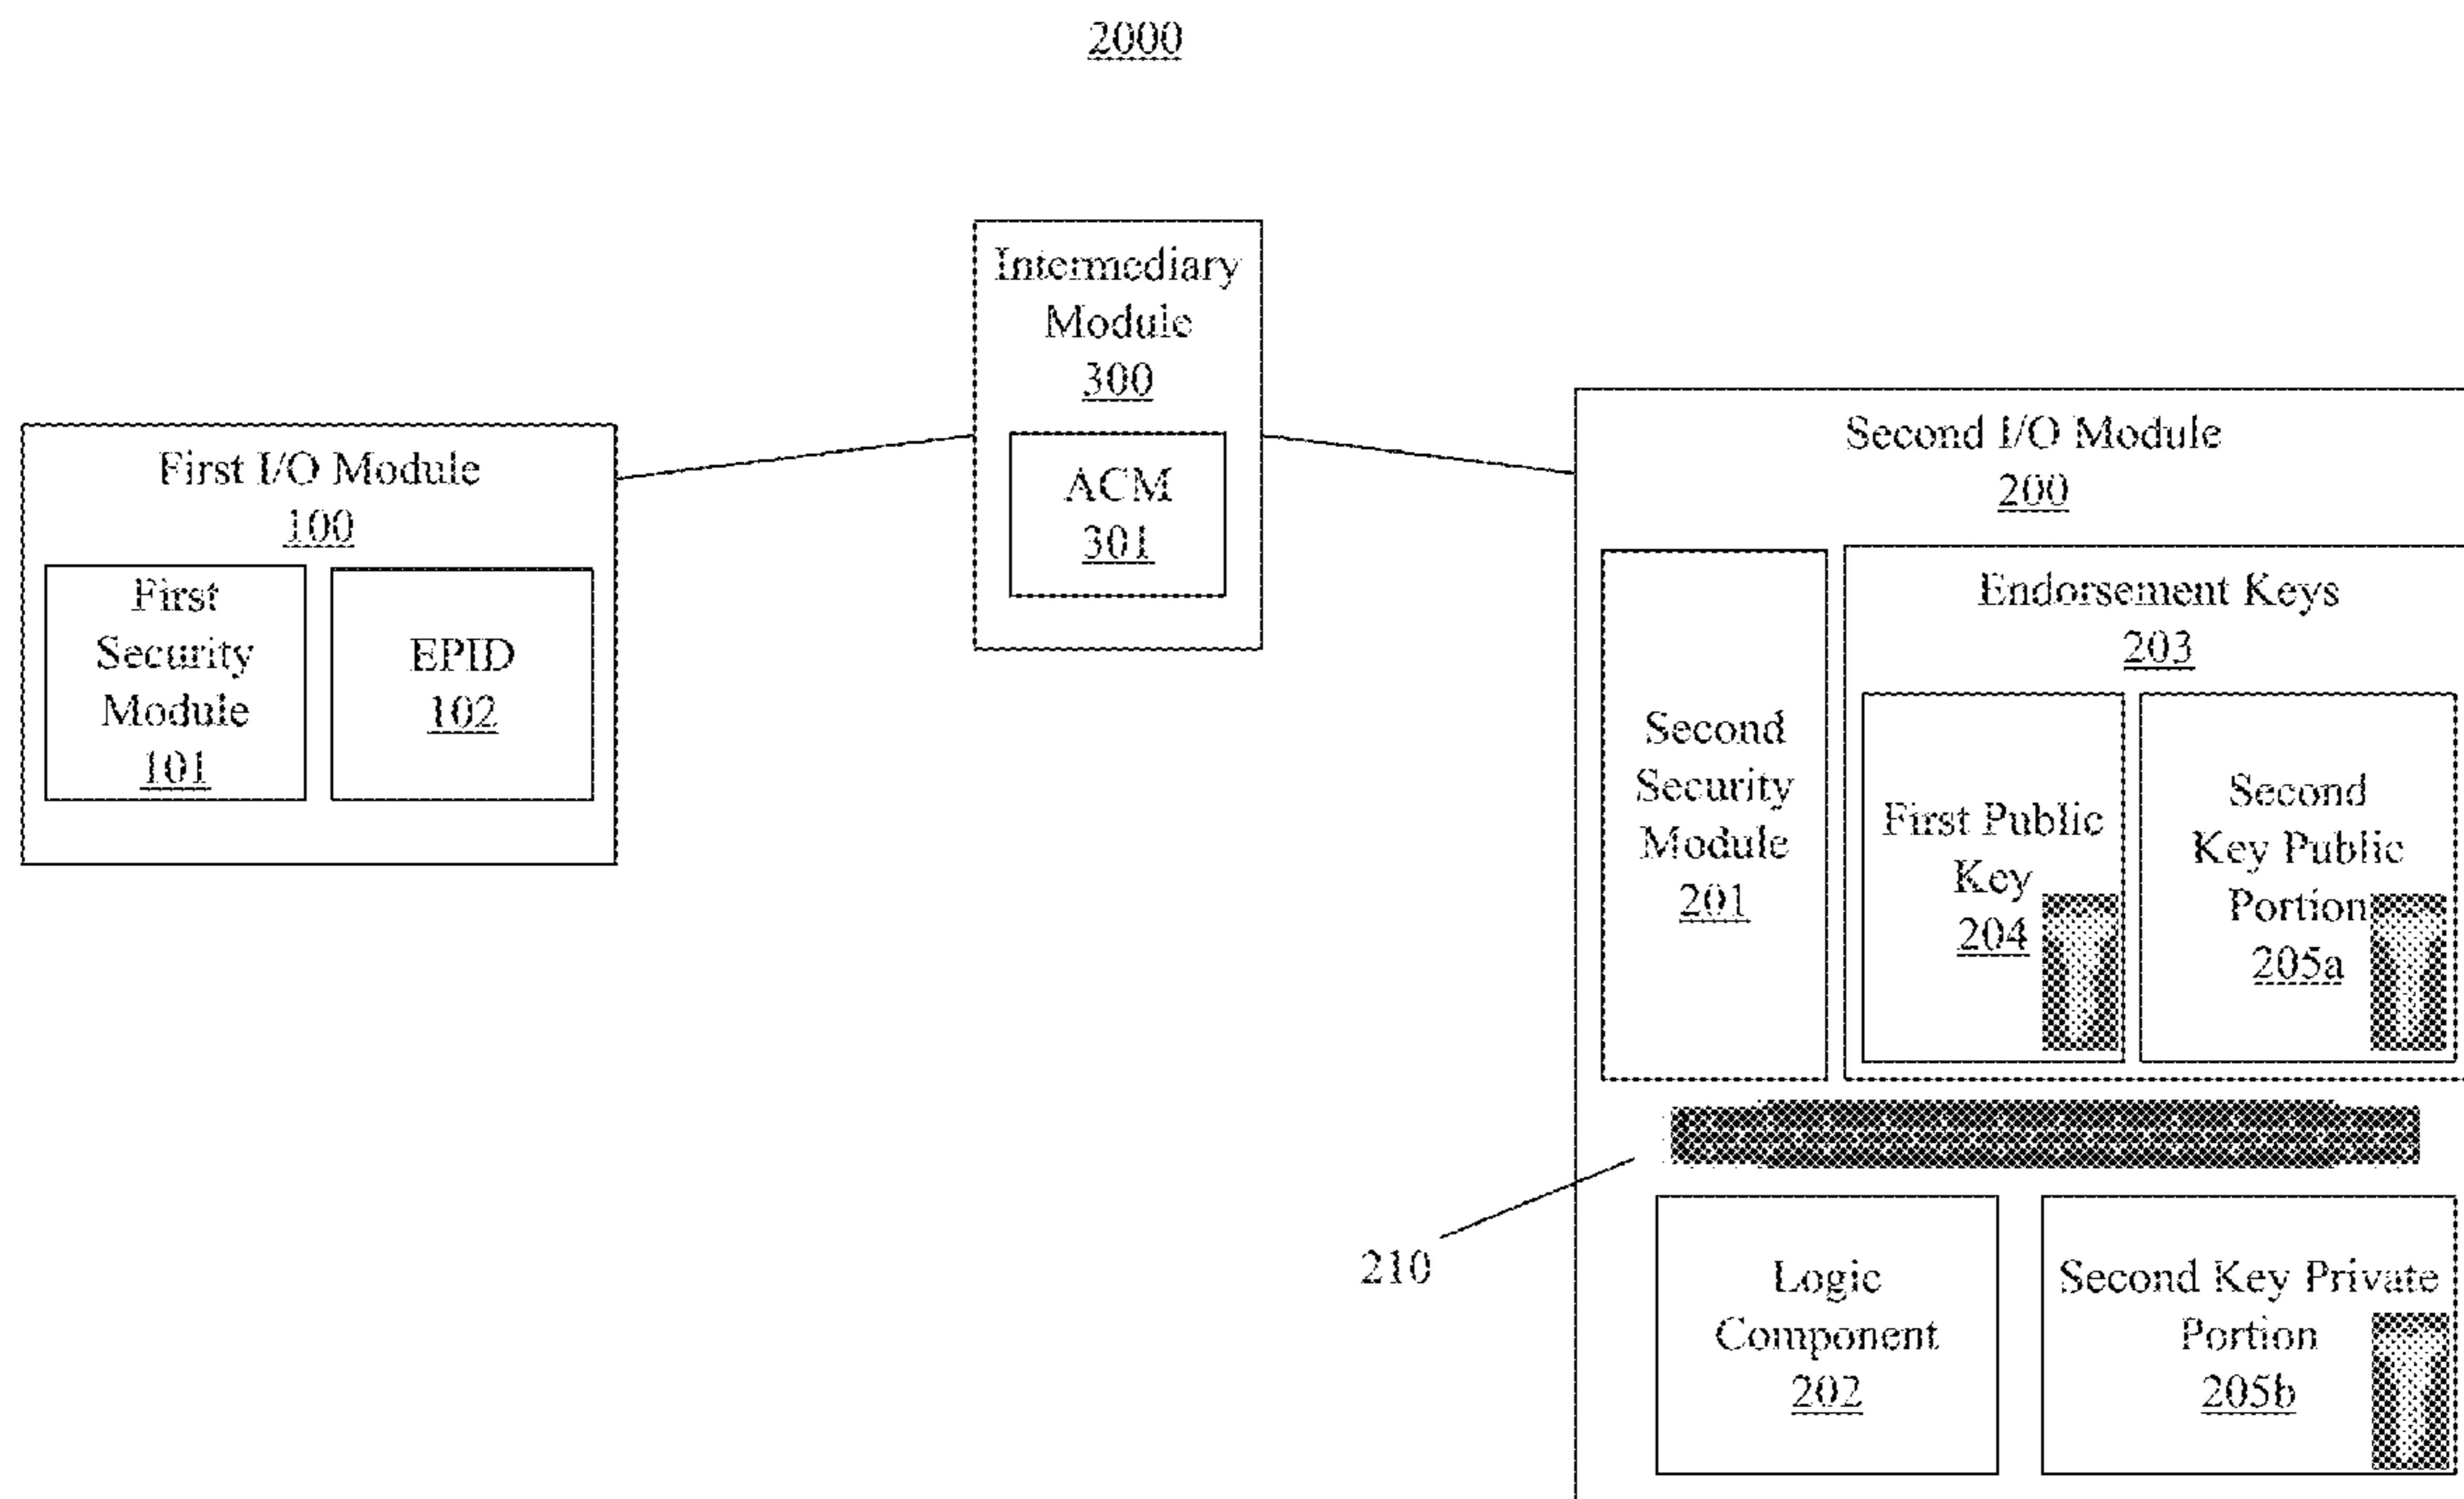 2000
Intermediary
Module
300
ACM
301
First I/O Module
100
First
Security
Module
101
EPID
102
Second I/O Module
200
Second
Security
Module
201
Endorsement Keys
203
First Public
Key
204
Second
Key Public
Portion
205a
210
Logic
Component
202
Second Key Private
Portion
205b